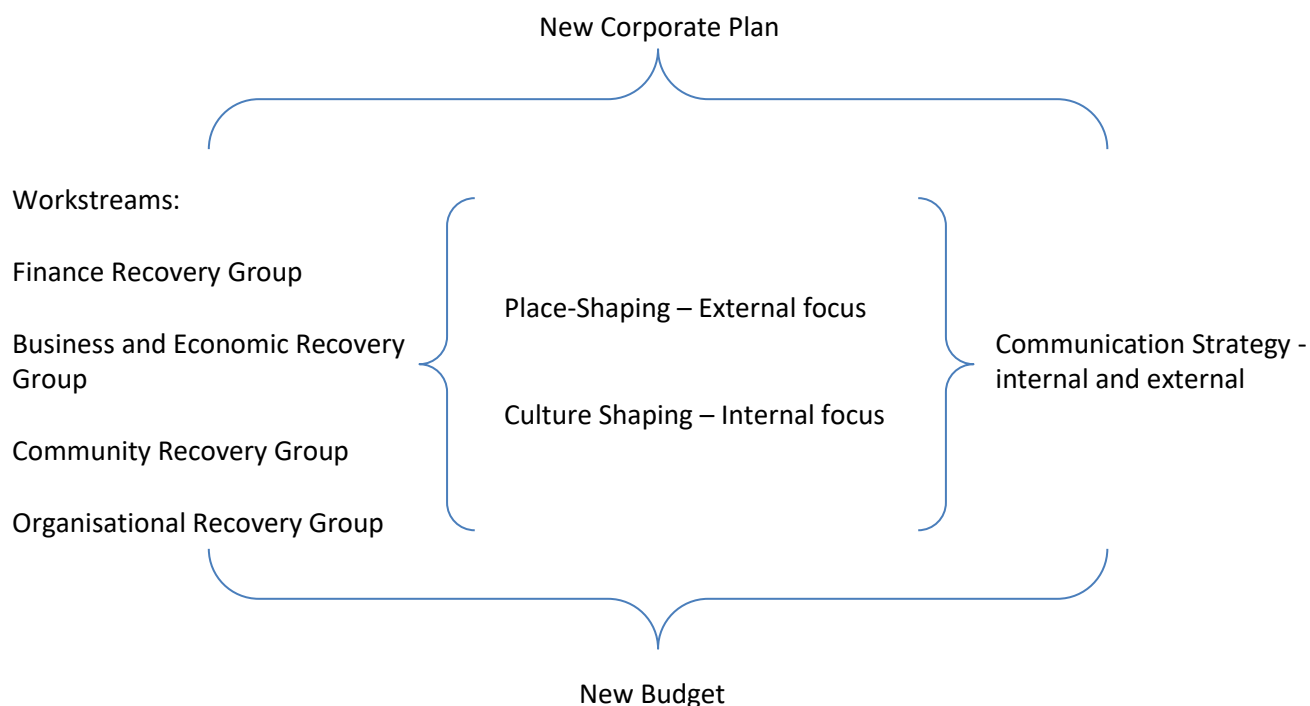 New Corporate Plan
Workstreams:
Finance Recovery Group
Business and Economic Recovery
Group
Community Recovery Group
Organisational Recovery Group
Place-Shaping – External focus
Culture Shaping – Internal focus
Communication Strategy -
internal and external
New Budget